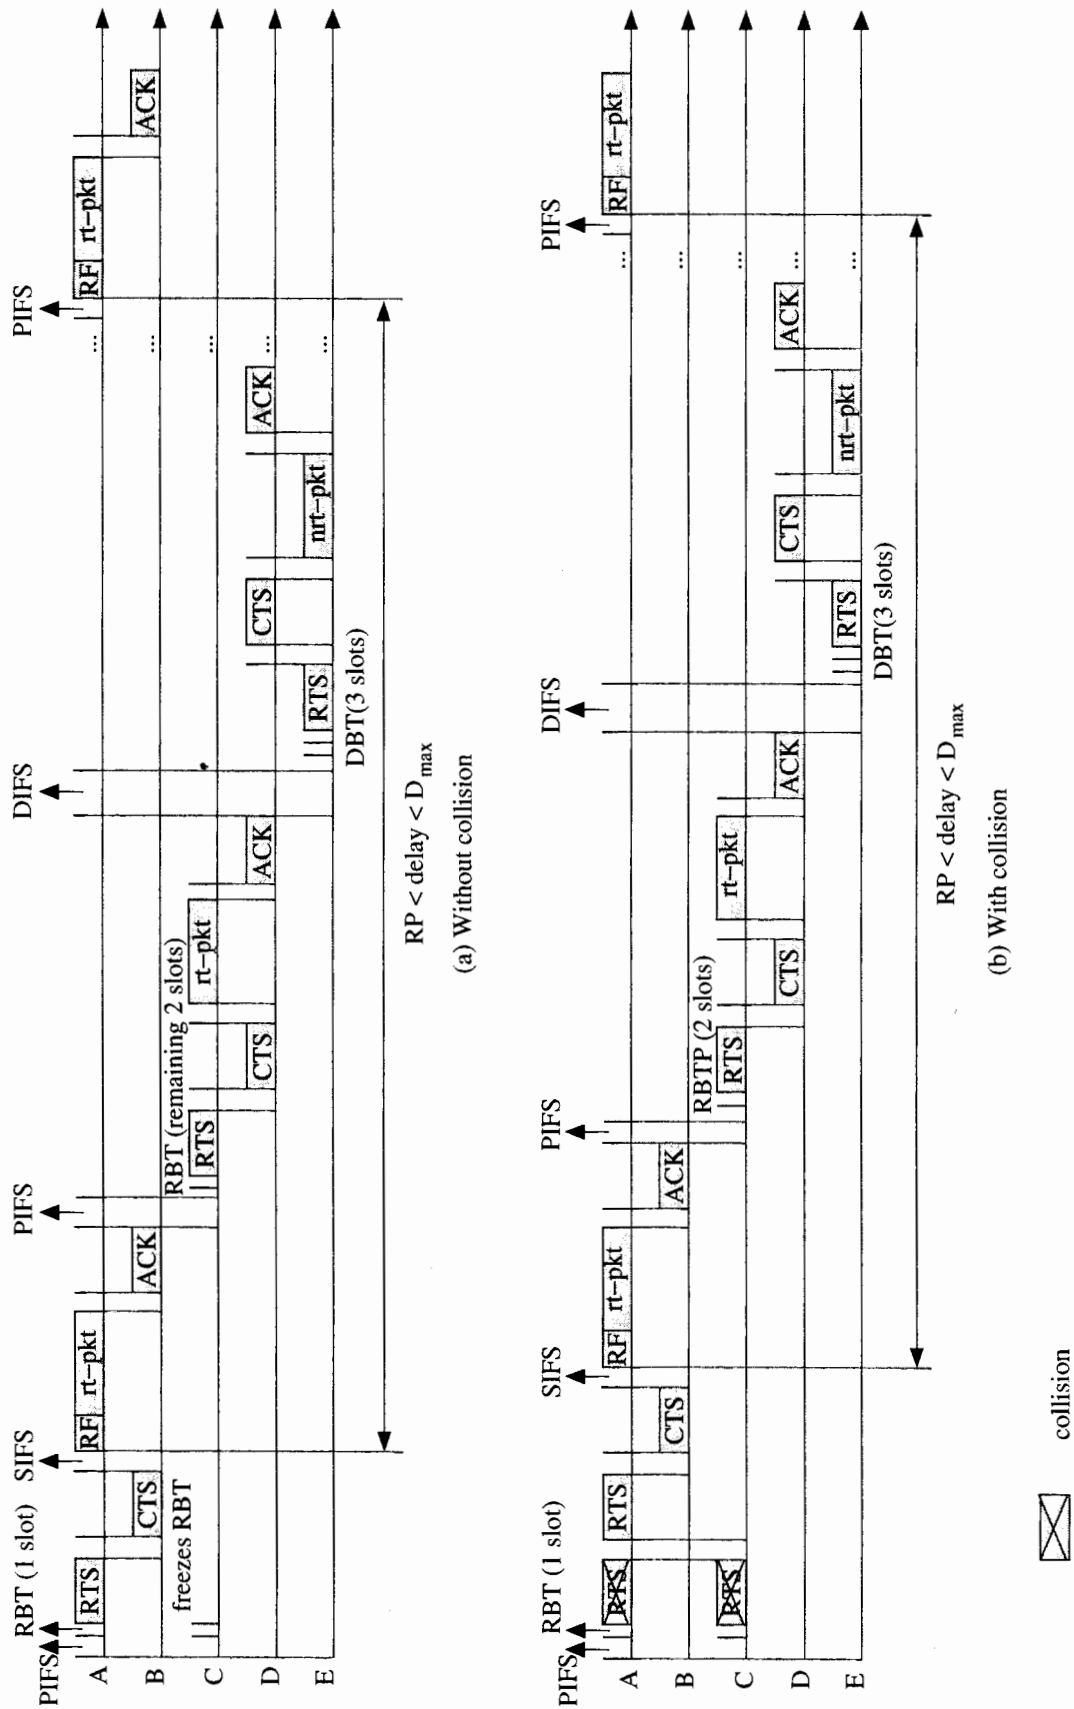 PIFS
RBT (1 slot)
SIFS
PIFS
DIFS
PIFS
A
RTS
RF
rt-pkt
...
RF
rt-pkt
B
CTS
ACK
...
ACK
freezes RBT
RBT (remaining 2 slots)
C
RTS
rt-pkt
...
D
CTS
ACK
CTS
ACK
...
E
RTS
nrt-pkt
...
DBT(3 slots)
RP < delay < Dmax
(a) Without collision
PIFS
RBT (1 slot)
SIFS
PIFS
DIFS
PIFS
A
RTS
RTS
RF
rt-pkt
...
RF
rt-pkt
B
CTS
ACK
...
RBTP (2 slots)
C
RTS
RTS
rt-pkt
...
D
CTS
ACK
CTS
ACK
...
E
RTS
nrt-pkt
...
DBT(3 slots)
RP < delay < Dmax
(b) With collision
collision